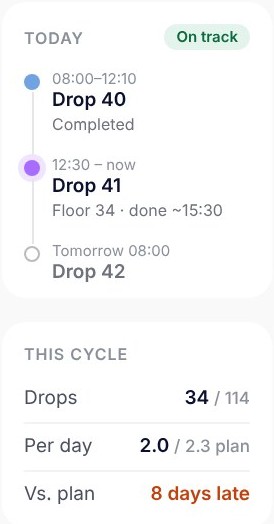 TODAY
On track
08:00–12:10
Drop 40
Completed
12:30 – now
Drop 41
Floor 34 · done ~15:30
Tomorrow 08:00
Drop 42
THIS CYCLE
Drops 34 / 114
Per day 2.0 / 2.3 plan
Vs. plan 8 days late